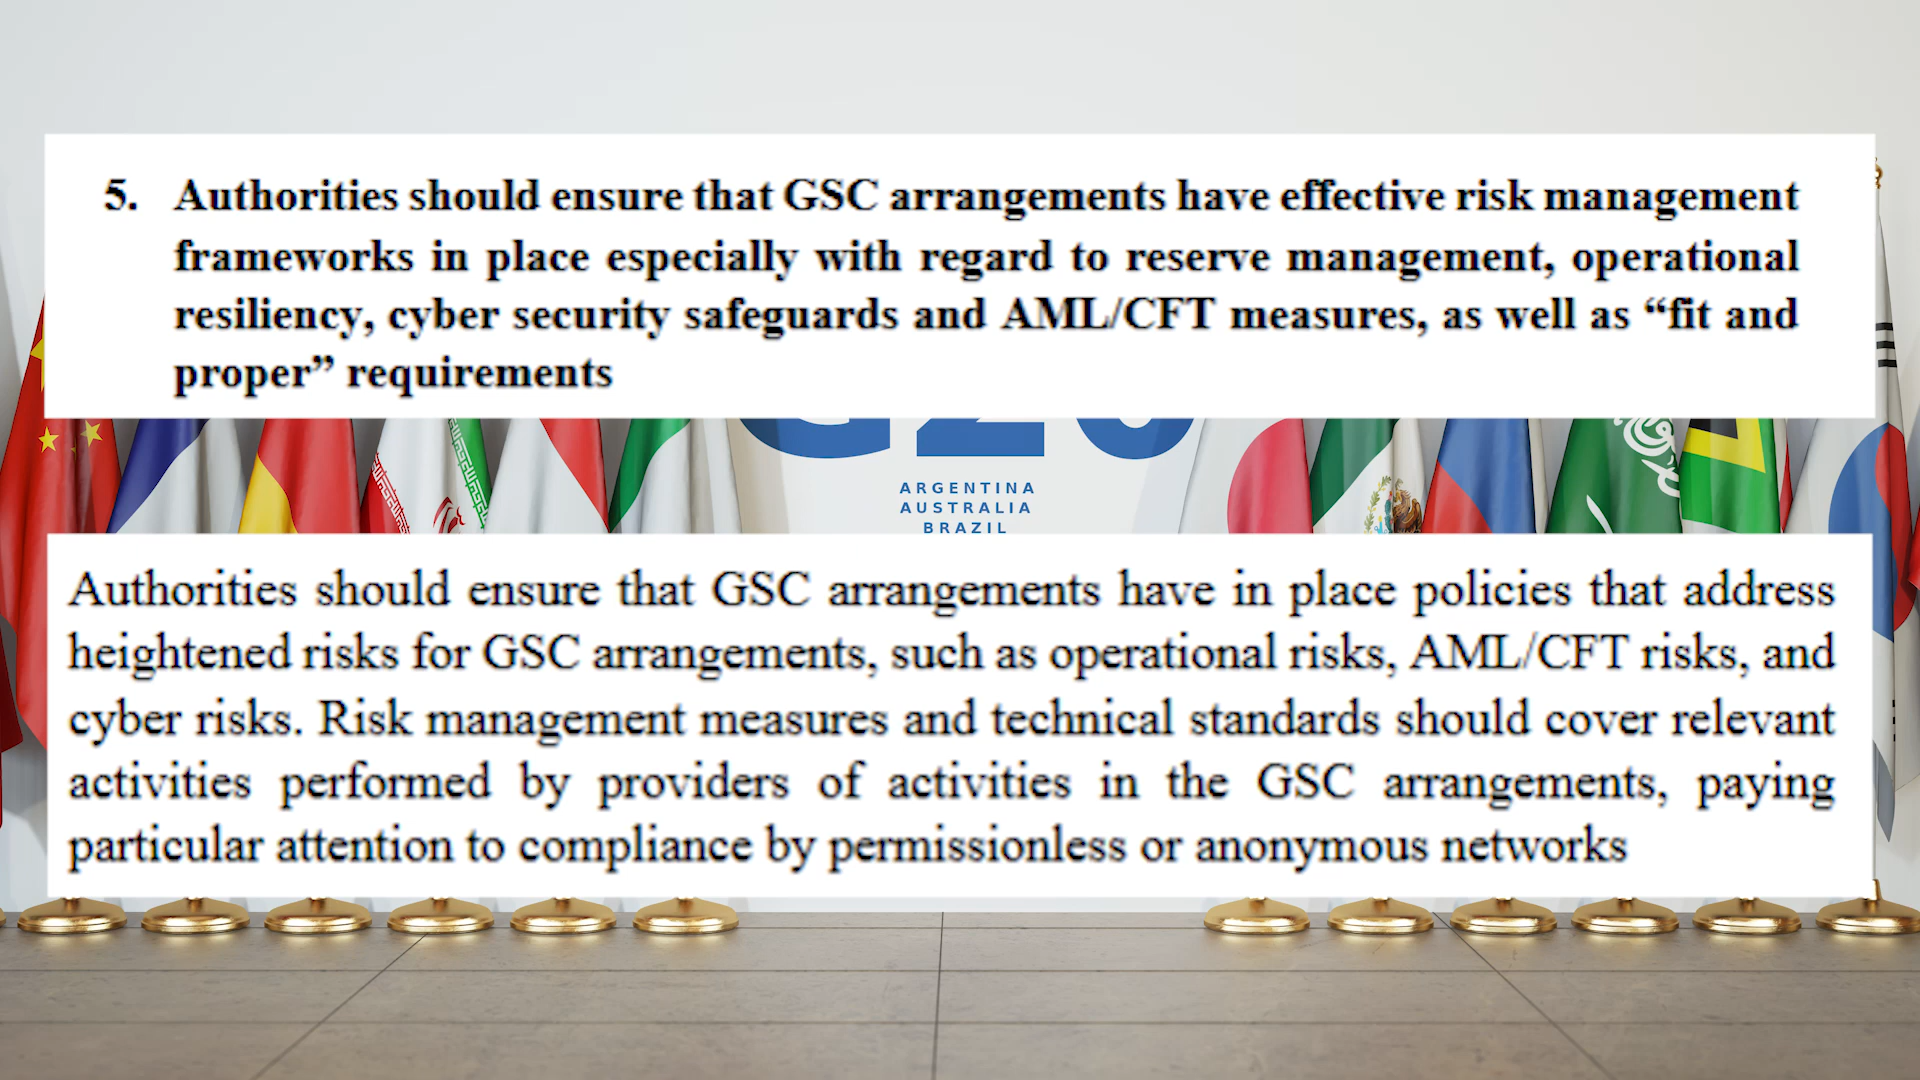 5. Authorities should ensure that GSC arrangements have effective risk management
frameworks in place especially with regard to reserve management, operational
resiliency, cyber security safeguards and AML/CFT measures, as well as “fit and
proper” requirements
G20
ARGENTINA
AUSTRALIA
BRAZIL
Authorities should ensure that GSC arrangements have in place policies that address
heightened risks for GSC arrangements, such as operational risks, AML/CFT risks, and
cyber risks. Risk management measures and technical standards should cover relevant
activities performed by providers of activities in the GSC arrangements, paying
particular attention to compliance by permissionless or anonymous networks